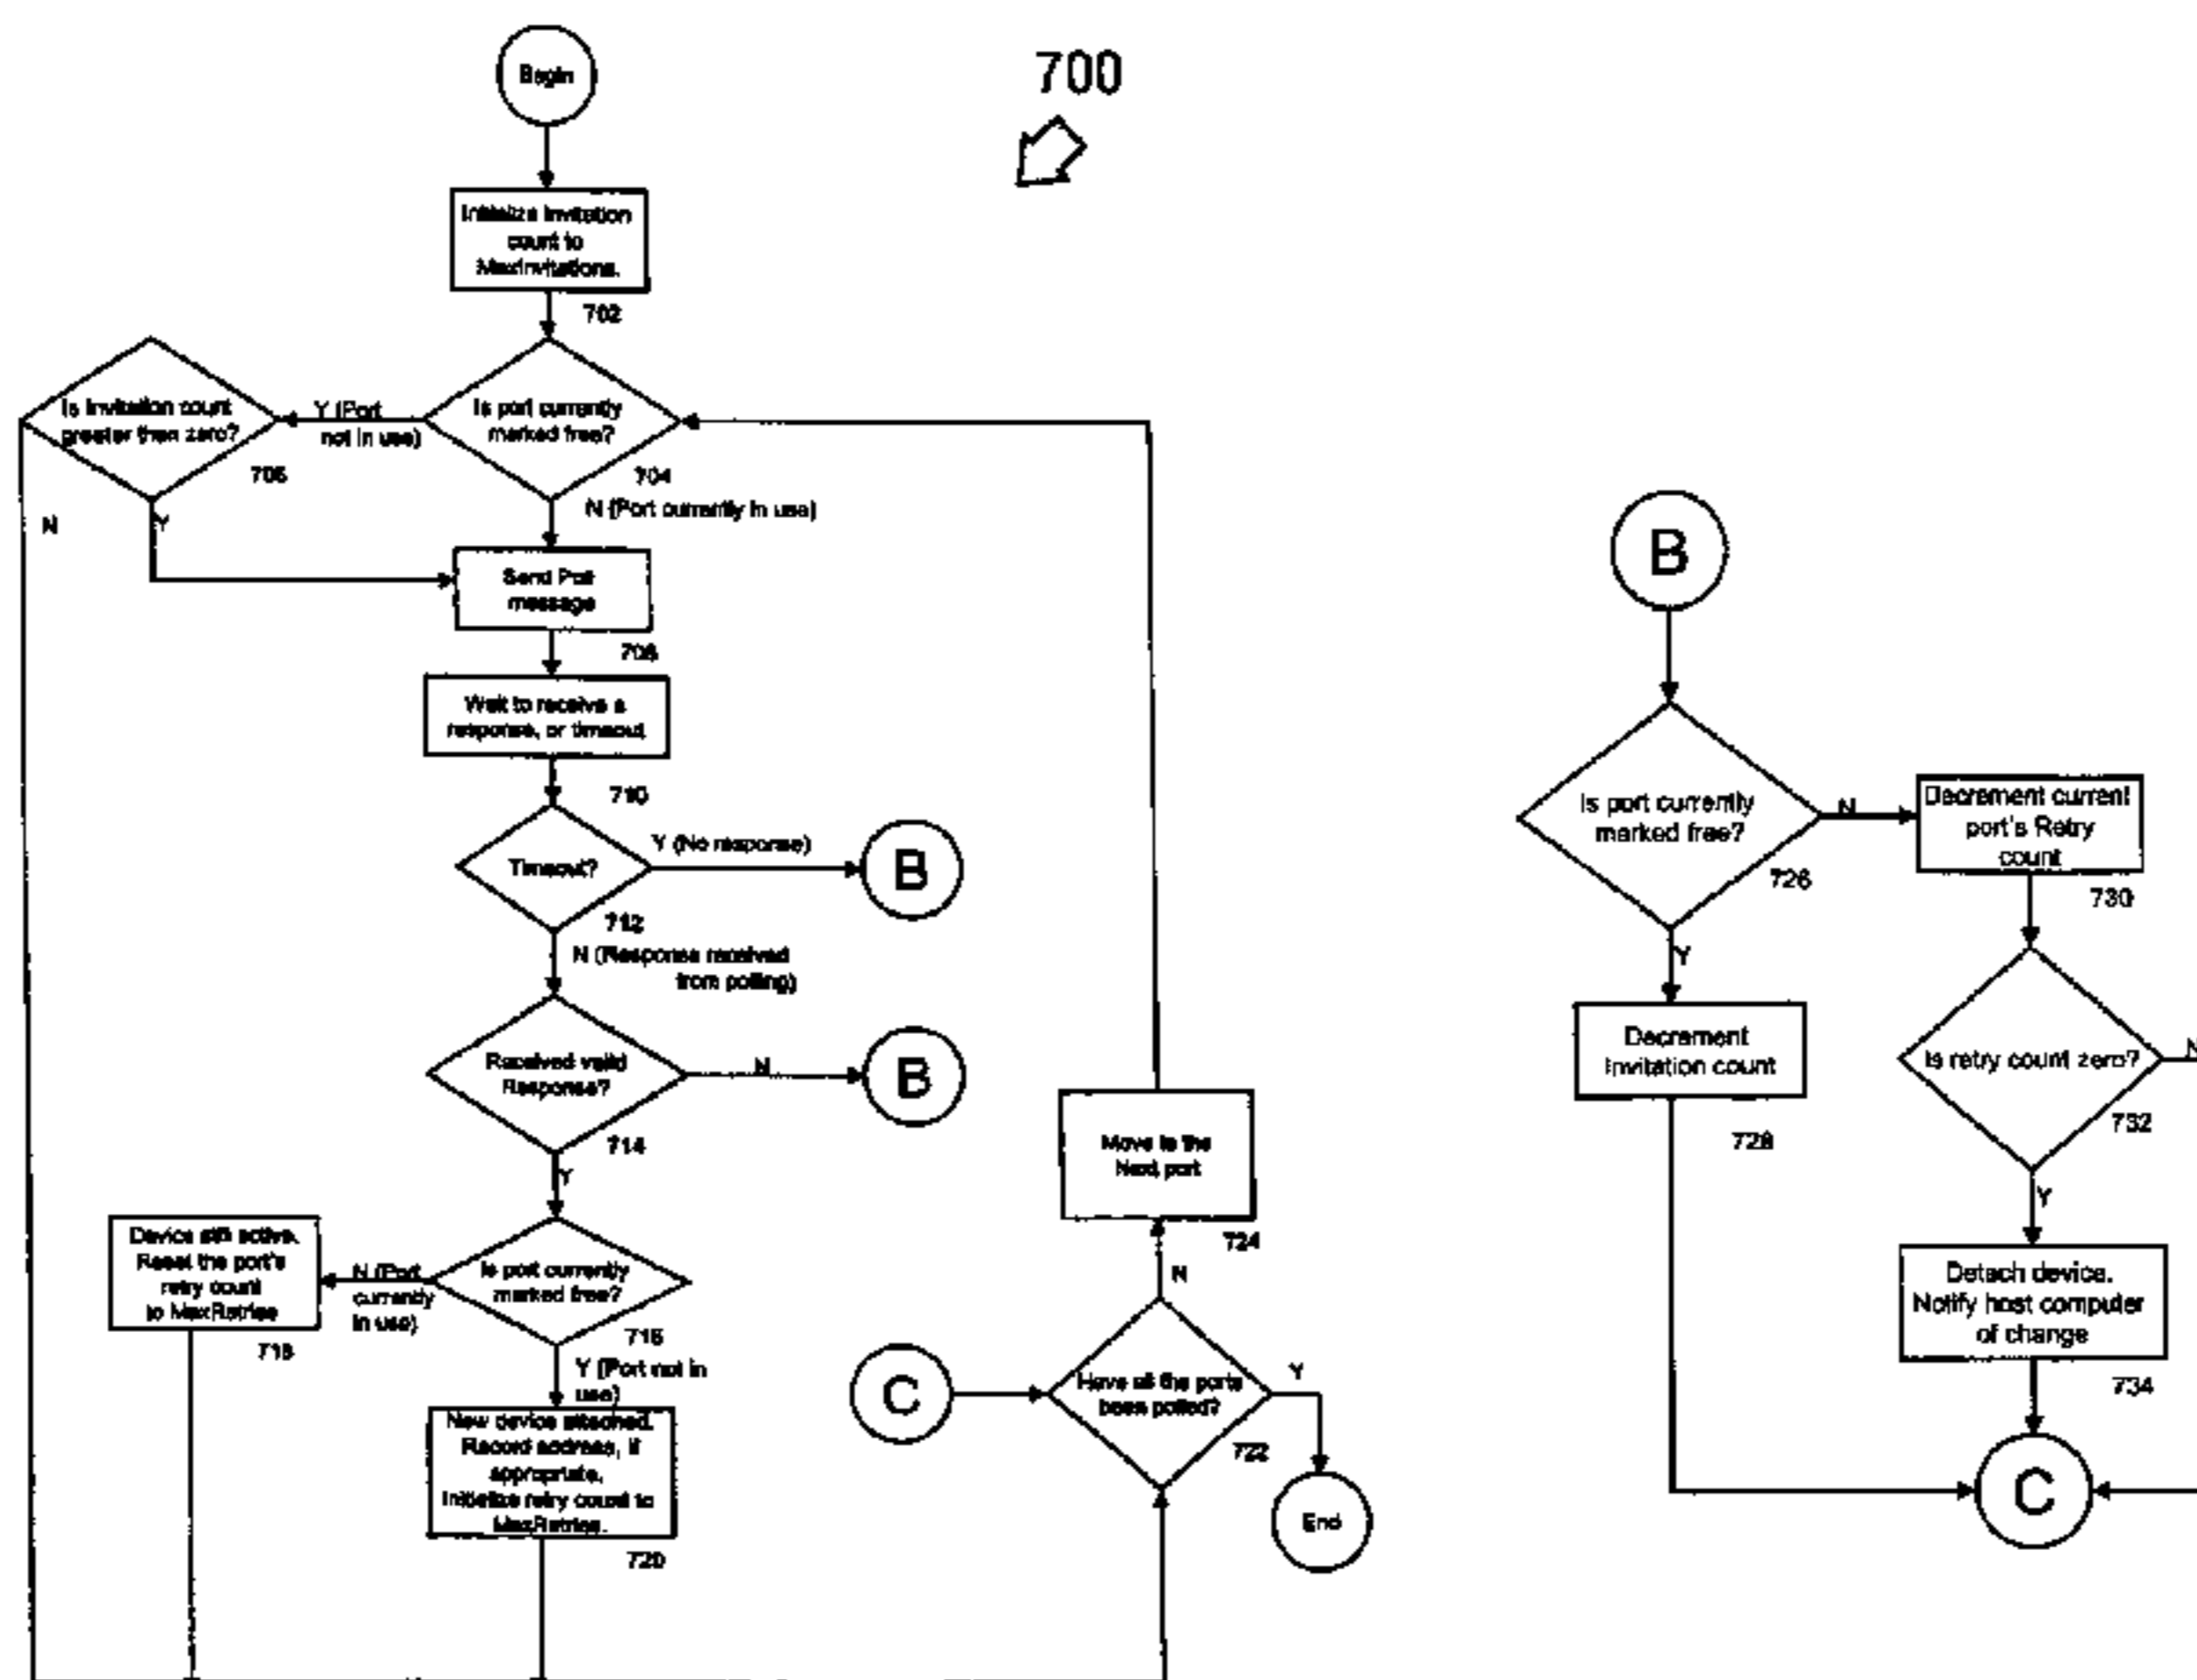 Begin
700
Initialize Invitation
count to
MaxInvitations.
702
Is Invitation count
greater then zero?
706
Y (Port
not in use)
Is port currently
marked free?
704
N (Port currently in use)
N
Y
Send Poll
message
708
Wait to receive a
response, or timeout
710
Timeout?
712
Y (No response)
B
N (Response received
from polling)
Received valid
Response?
714
N
B
Y
Device still active.
Reset the port's
retry count
to MaxRetries
718
N (Port
currently
in use)
Is port currently
marked free?
716
Y (Port not in
use)
New device attached.
Record address, if
appropriate.
Initialize retry count to
MaxRetries.
720
Move to the
Next port
724
N
C
Have all the ports
been polled?
722
Y
End
B
Is port currently
marked free?
726
N
Decrement current
port's Retry
count
730
Y
Decrement
Invitation count
728
Is retry count zero?
732
N
Y
Detach device.
Notify host computer
of change
734
C